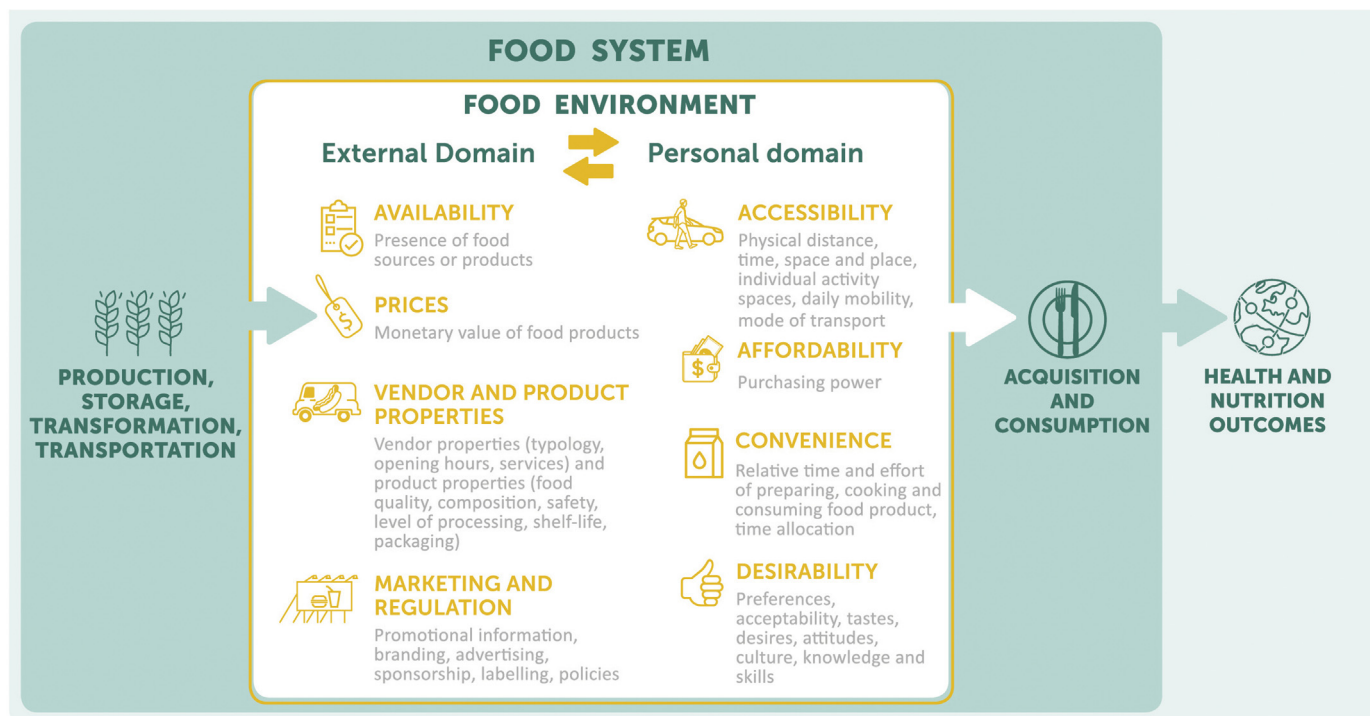 FOOD SYSTEM
FOOD ENVIRONMENT
External Domain
Personal domain
AVAILABILITY
Presence of food
sources or products
PRICES
Monetary value of food products
VENDOR AND PRODUCT
PROPERTIES
Vendor properties (typology,
opening hours, services) and
product properties (food
quality, composition, safety,
level of processing, shelf-life,
packaging)
MARKETING AND
REGULATION
Promotional information,
branding, advertising,
sponsorship, labelling, policies
ACCESSIBILITY
Physical distance,
time, space and place,
individual activity
spaces, daily mobility,
mode of transport
AFFORDABILITY
Purchasing power
CONVENIENCE
Relative time and effort
of preparing, cooking and
consuming food product,
time allocation
DESIRABILITY
Preferences,
acceptability, tastes,
desires, attitudes,
culture, knowledge and
skills
PRODUCTION,
STORAGE,
TRANSFORMATION,
TRANSPORTATION
ACQUISITION
AND
CONSUMPTION
HEALTH AND
NUTRITION
OUTCOMES